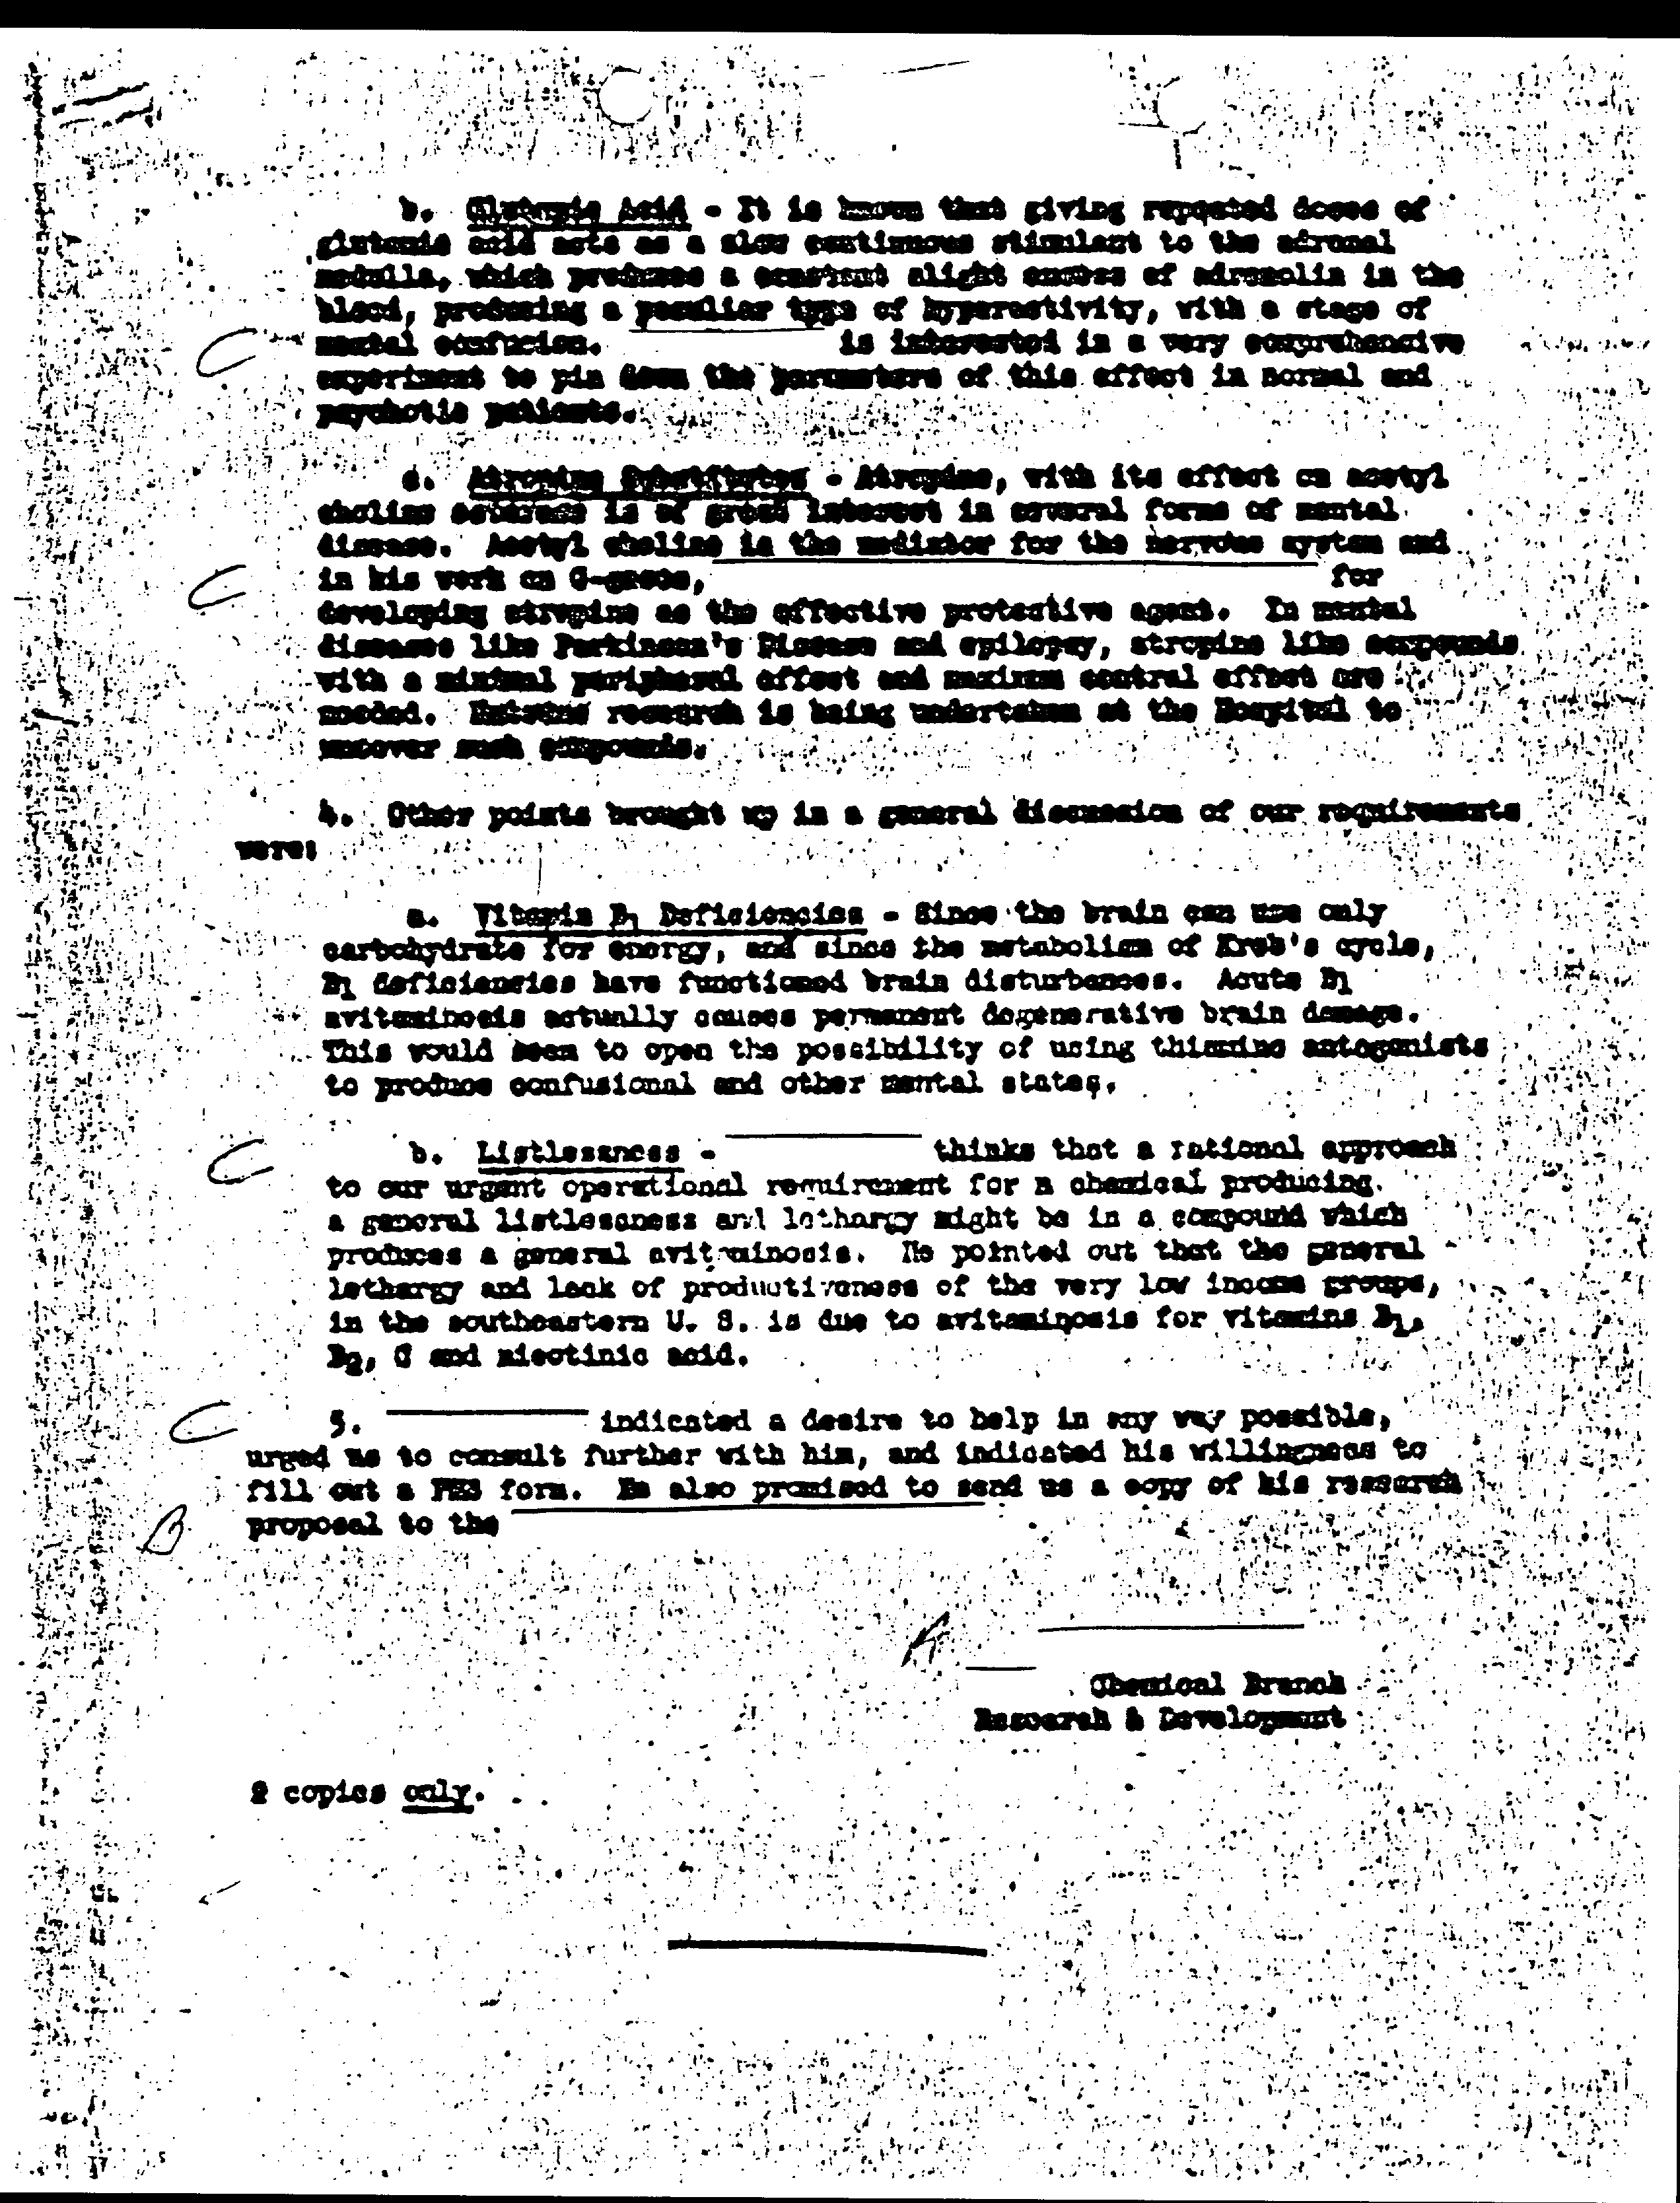 b. Glutamic Acid - It is known that giving repeated doses of
glutamic acid acts as a slow continuous stimulant to the adrenal
medulla, which produces a constant slight excess of adrenalin in the
blood, producing a peculiar type of hyperactivity, with a stage of
mental confusion. is interested in a very comprehensive
experiment to pin down the parameters of this effect in normal and
psychotic patients.
c. Atropine Substitutes - Atropine, with its effect on acetyl
choline esterase is of great interest in several forms of mental
disease. Acetyl choline is the mediator for the nervous system and
in his work on G-gases, for
developing atropine as the effective protective agent. In mental
diseases like Parkinson's Disease and epilepsy, atropine like compounds
with a minimal peripheral effect and maximum central effect are
needed. research is being undertaken at the Hospital to
uncover such compounds.
4. Other points brought up in a general discussion of our requirements
were:
a. Vitamin B1 Deficiencies - Since the brain can use only
carbohydrate for energy, and since the metabolism of Kreb's cycle,
B1 deficiencies have functioned brain disturbances. Acute B1
avitaminosis actually causes permanent degenerative brain damage.
This would seem to open the possibility of using thiamine antagonists
to produce confusional and other mental states.
b. Listlessness - thinks that a rational approach
to our urgent operational requirement for a chemical producing
a general listlessness and lethargy might be in a compound which
produces a general avitaminosis. He pointed out that the general
lethargy and lack of productiveness of the very low income groups,
in the southeastern U. S. is due to avitaminosis for vitamins B1,
B2, C and nicotinic acid.
5. indicated a desire to help in any way possible,
urged us to consult further with him, and indicated his willingness to
fill out a PHS form. He also promised to send us a copy of his research
proposal to the
Chemical Branch
Research & Development
2 copies only.
C
C
C
C
B
A